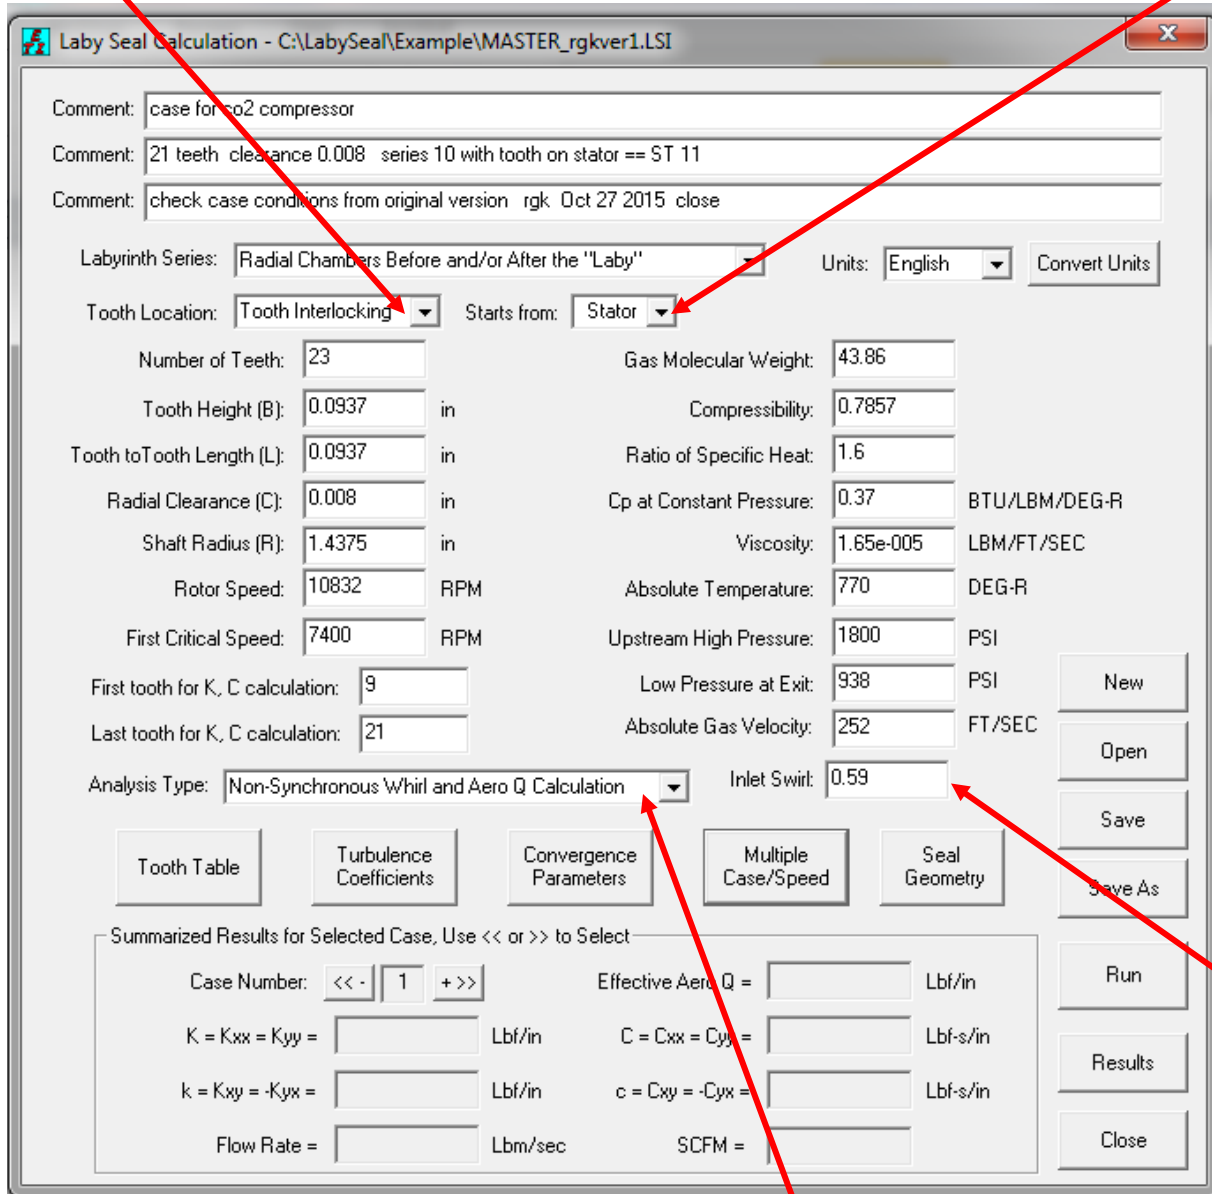 Laby Seal Calculation - C:\LabySeal\Example\MASTER_rgkver1.LSI
Comment: case for co2 compressor
Comment: 21 teeth clearance 0.008 series 10 with tooth on stator == ST 11
Comment: check case conditions from original version rgk Oct 27 2015 close
Labyrinth Series: Radial Chambers Before and/or After the "Laby" Units: English Convert Units
Tooth Location: Tooth Interlocking Starts from: Stator
Number of Teeth: 23 Gas Molecular Weight: 43.86
Tooth Height (B): 0.0937 in Compressibility: 0.7857
Tooth toTooth Length (L): 0.0937 in Ratio of Specific Heat: 1.6
Radial Clearance (C): 0.008 in Cp at Constant Pressure: 0.37 BTU/LBM/DEG-R
Shaft Radius (R): 1.4375 in Viscosity: 1.65e-005 LBM/FT/SEC
Rotor Speed: 10832 RPM Absolute Temperature: 770 DEG-R
First Critical Speed: 7400 RPM Upstream High Pressure: 1800 PSI
First tooth for K, C calculation: 9 Low Pressure at Exit: 938 PSI New
Last tooth for K, C calculation: 21 Absolute Gas Velocity: 252 FT/SEC
Open
Analysis Type: Non-Synchronous Whirl and Aero Q Calculation Inlet Swirl: 0.59
Save
Tooth Table Turbulence Coefficients Convergence Parameters Multiple Case/Speed Seal Geometry Save As
Summarized Results for Selected Case, Use << or >> to Select
Case Number: << - 1 + >> Effective Aero Q = Lbf/in Run
K = Kxx = Kyy = Lbf/in C = Cxx = Cyy = Lbf-s/in
Results
k = Kxy = -Kyx = Lbf/in c = Cxy = -Cyx = Lbf-s/in
Flow Rate = Lbm/sec SCFM = Close